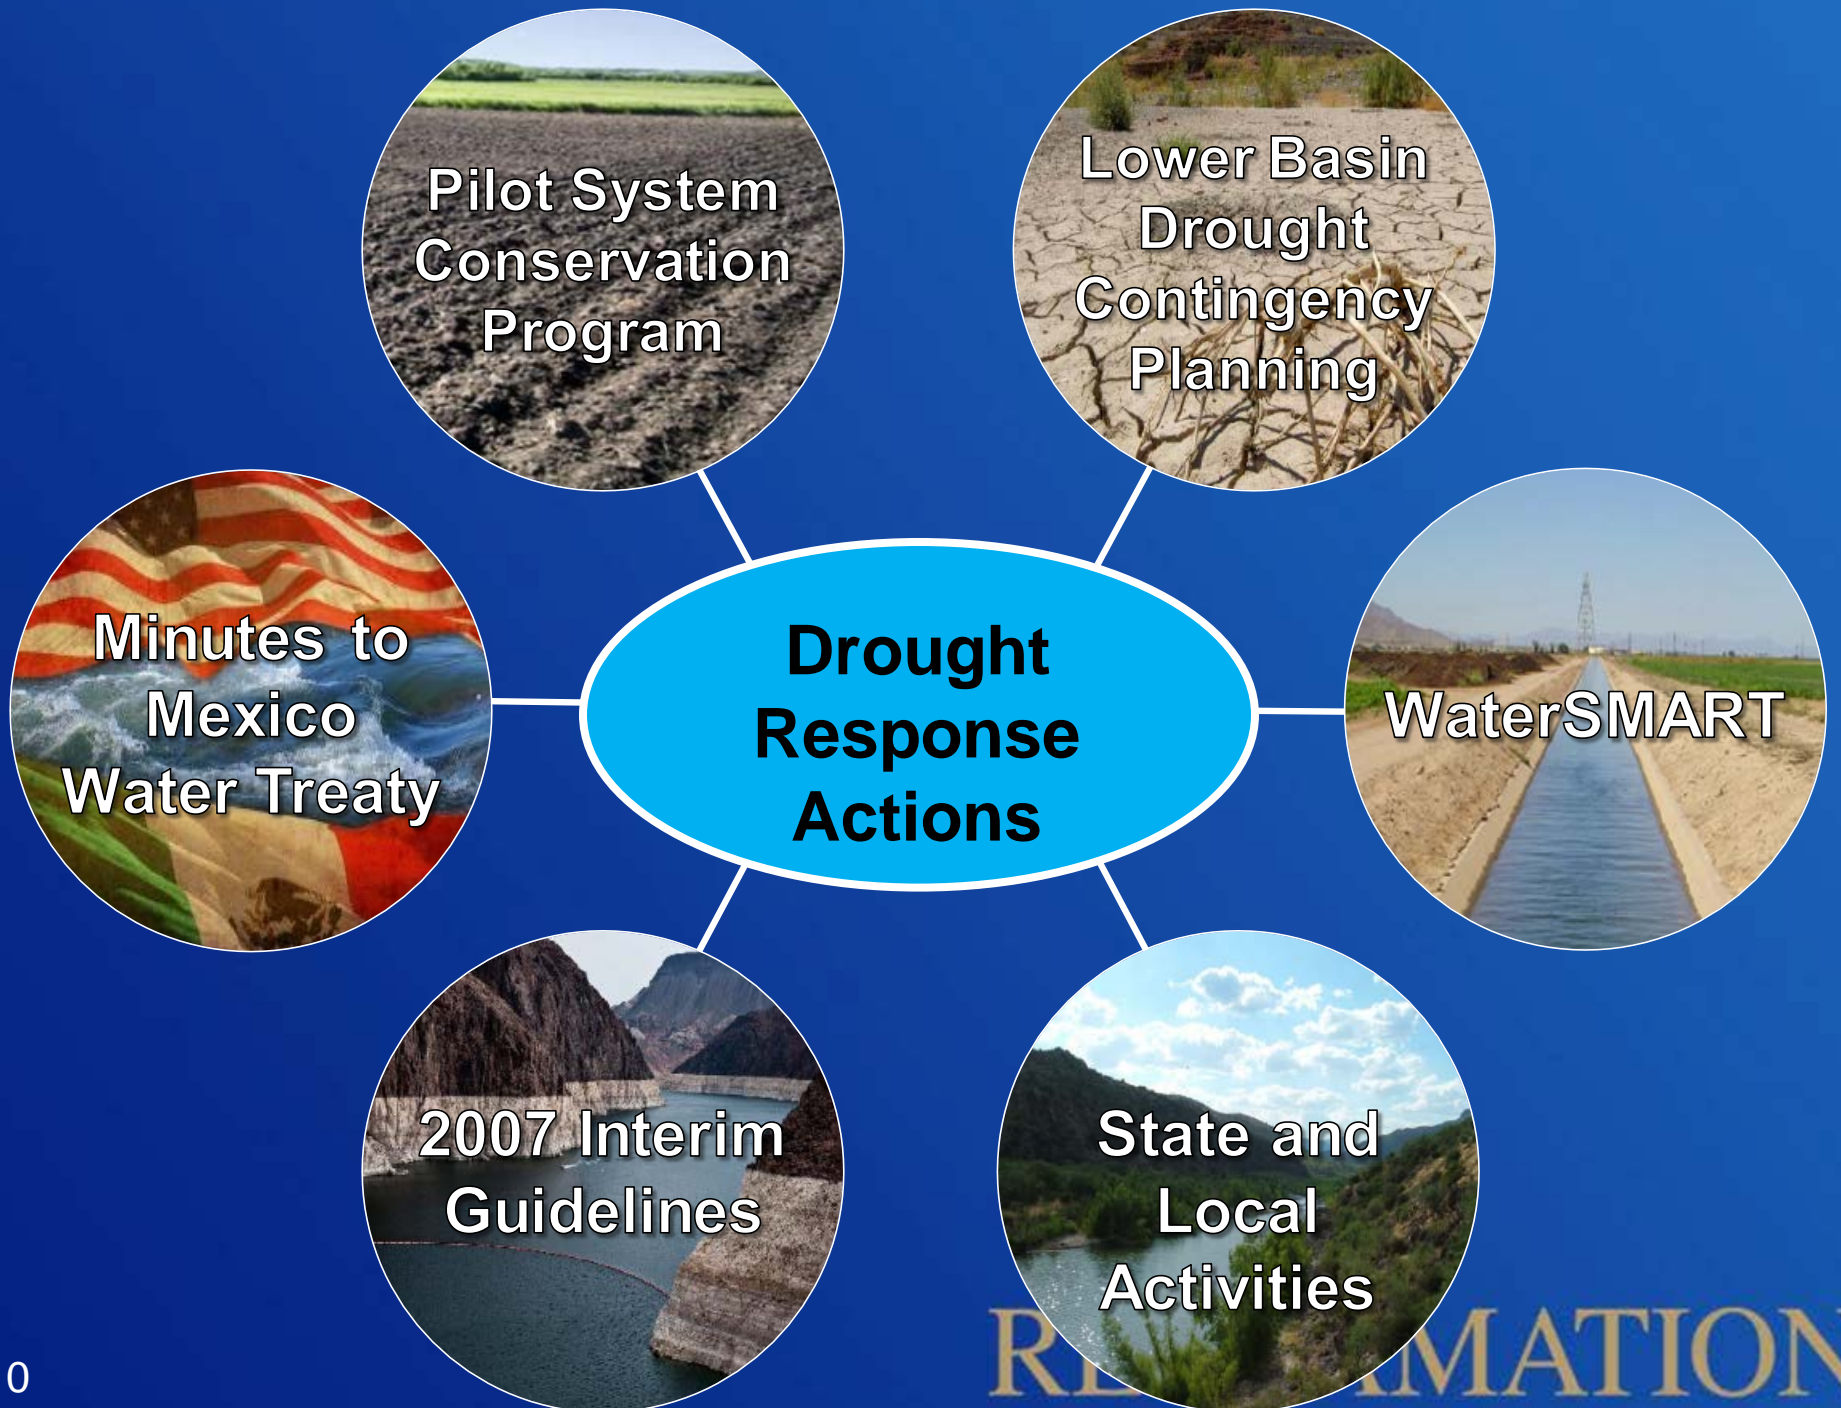 Pilot System
Conservation
Program
Lower Basin
Drought
Contingency
Planning
Minutes to
Mexico
Water Treaty
Drought
Response
Actions
WaterSMART
2007 Interim
Guidelines
State and
Local
Activities
0